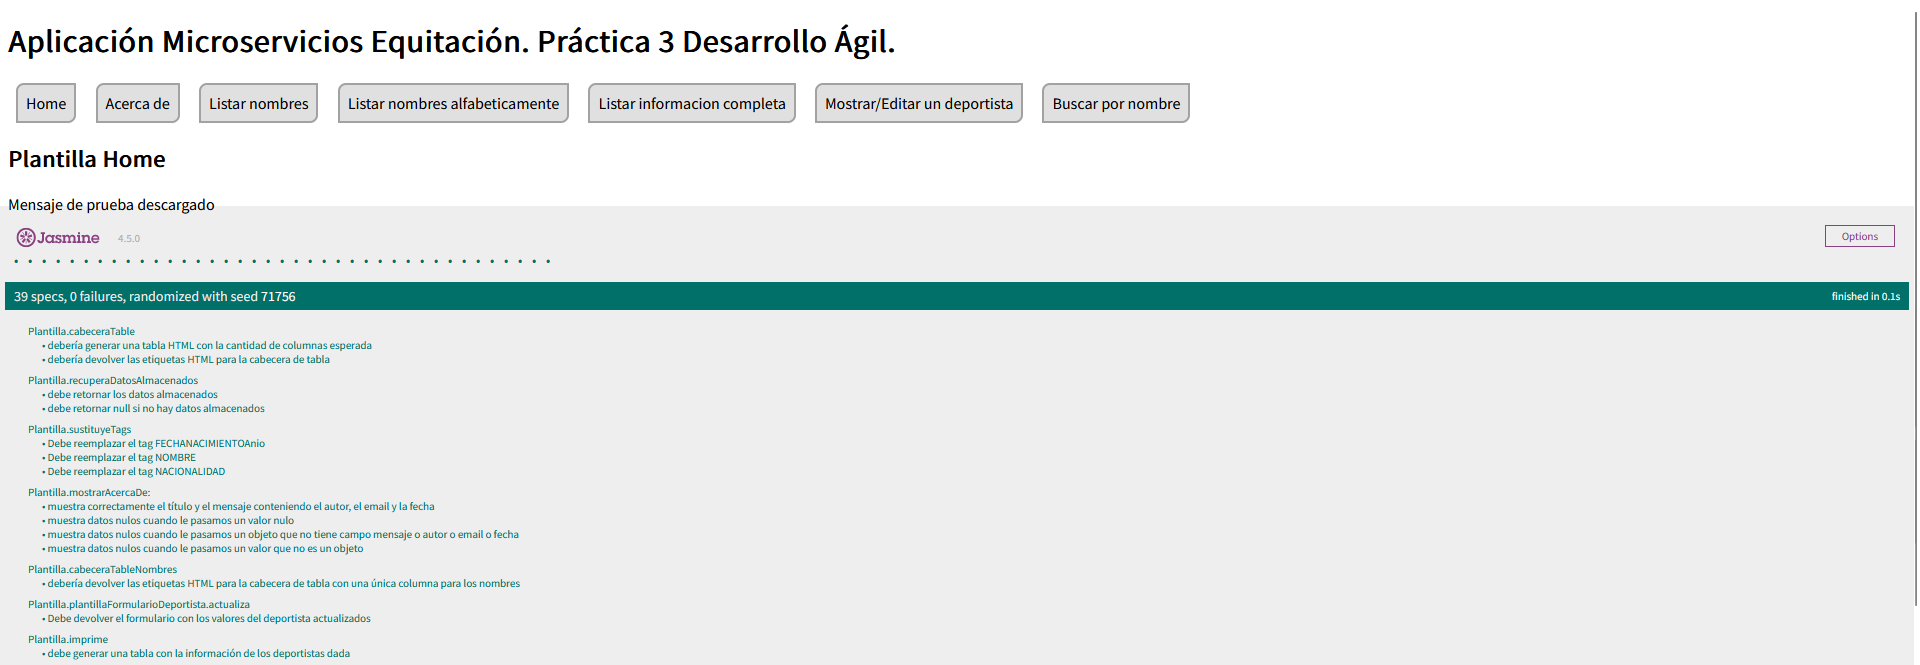 Aplicación Microservicios Equitación. Práctica 3 Desarrollo Ágil.
Home Acerca de Listar nombres Listar nombres alfabeticamente Listar informacion completa Mostrar/Editar un deportista Buscar por nombre
Plantilla Home
Mensaje de prueba descargado
Jasmine 4.5.0 Options
39 specs, 0 failures, randomized with seed 71756 finished in 0.1s
Plantilla.cabeceraTable
• debería generar una tabla HTML con la cantidad de columnas esperada
• debería devolver las etiquetas HTML para la cabecera de tabla
Plantilla.recuperaDatosAlmacenados
• debe retornar los datos almacenados
• debe retornar null si no hay datos almacenados
Plantilla.sustituyeTags
• Debe reemplazar el tag FECHANACIMIENTOAnio
• Debe reemplazar el tag NOMBRE
• Debe reemplazar el tag NACIONALIDAD
Plantilla.mostrarAcercaDe:
• muestra correctamente el título y el mensaje conteniendo el autor, el email y la fecha
• muestra datos nulos cuando le pasamos un valor nulo
• muestra datos nulos cuando le pasamos un objeto que no tiene campo mensaje o autor o email o fecha
• muestra datos nulos cuando le pasamos un valor que no es un objeto
Plantilla.cabeceraTableNombres
• debería devolver las etiquetas HTML para la cabecera de tabla con una única columna para los nombres
Plantilla.plantillaFormularioDeportista.actualiza
• Debe devolver el formulario con los valores del deportista actualizados
Plantilla.imprime
• debe generar una tabla con la información de los deportistas dada